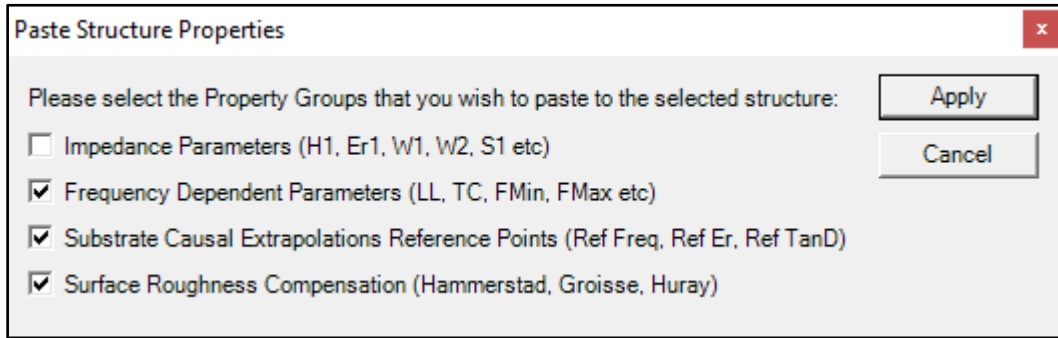 Paste Structure Properties
x
Please select the Property Groups that you wish to paste to the selected structure:
Apply
Impedance Parameters (H1, Er1, W1, W2, S1 etc)
Cancel
Frequency Dependent Parameters (LL, TC, FMin, FMax etc)
Substrate Causal Extrapolations Reference Points (Ref Freq, Ref Er, Ref TanD)
Surface Roughness Compensation (Hammerstad, Groisse, Huray)